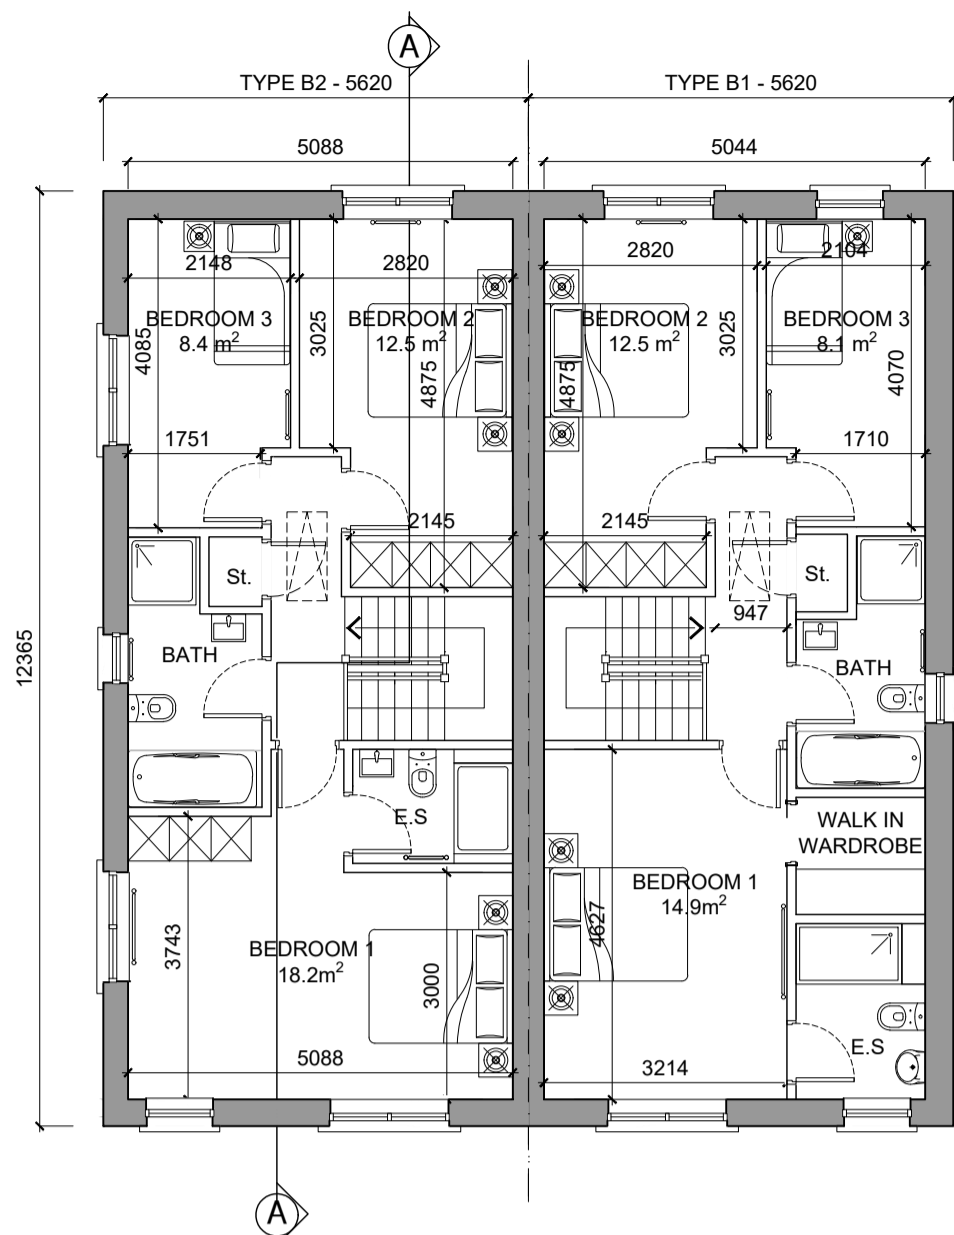 A
TYPE B2 - 5620
TYPE B1 - 5620
5088
5044
12365
2148
2820
2820
2104
BEDROOM 3
8.4 m²
BEDROOM 2
12.5 m²
BEDROOM 2
12.5 m²
BEDROOM 3
8.1 m²
4085
3025
4875
4875
3025
4070
1751
1710
2145
2145
St.
St.
947
BATH
BATH
E.S
WALK IN
WARDROBE
BEDROOM 1
14.9m²
4627
BEDROOM 1
18.2m²
3743
3000
E.S
5088
3214
A